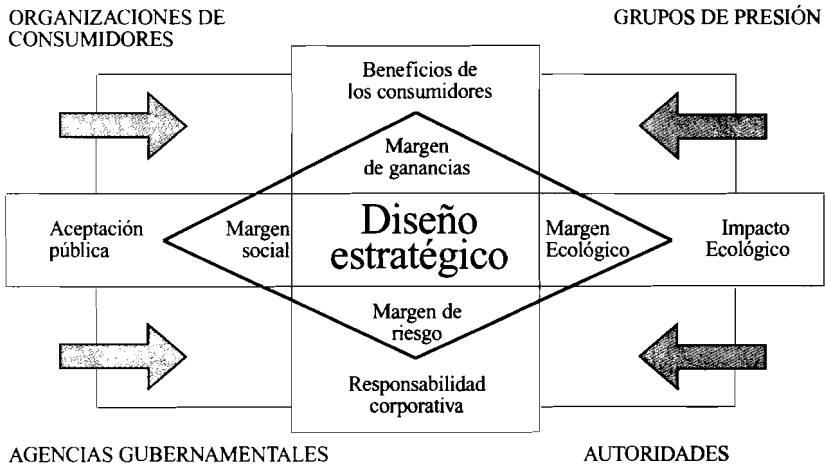 ORGANIZACIONES DE
CONSUMIDORES
GRUPOS DE PRESIÓN
Beneficios de
los consumidores
Margen
de ganancias
Aceptación
pública
Margen
social
Diseño
estratégico
Margen
Ecológico
Impacto
Ecológico
Margen de
riesgo
Responsabilidad
corporativa
AGENCIAS GUBERNAMENTALES
AUTORIDADES